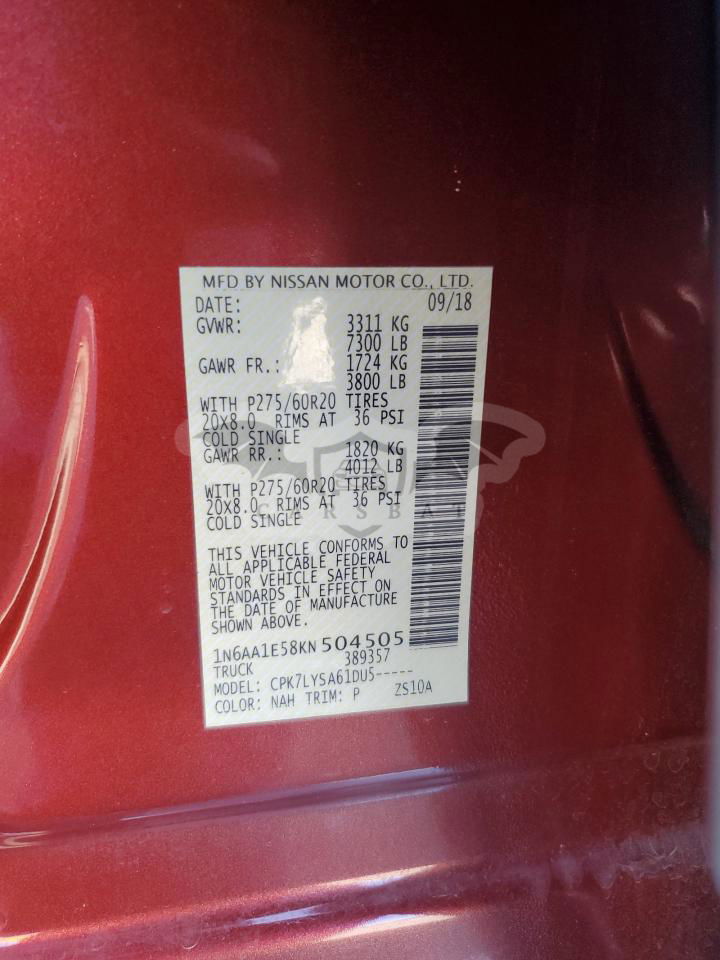 MFD BY NISSAN MOTOR CO., LTD.
DATE: 09/18
GVWR: 3311 KG
7300 LB
GAWR FR.: 1724 KG
3800 LB
WITH P275/60R20 TIRES
20X8.0 RIMS AT 36 PSI
COLD SINGLE
GAWR RR.: 1820 KG
4012 LB
WITH P275/60R20 TIRES
20X8.0 RIMS AT 36 PSI
COLD SINGLE
CARSBAT
THIS VEHICLE CONFORMS TO
ALL APPLICABLE FEDERAL
MOTOR VEHICLE SAFETY
STANDARDS IN EFFECT ON
THE DATE OF MANUFACTURE
SHOWN ABOVE.
1N6AA1E58KN504505
TRUCK 389357
MODEL: CPK7LYSA61DU5-----
COLOR: NAH TRIM: P ZS10A